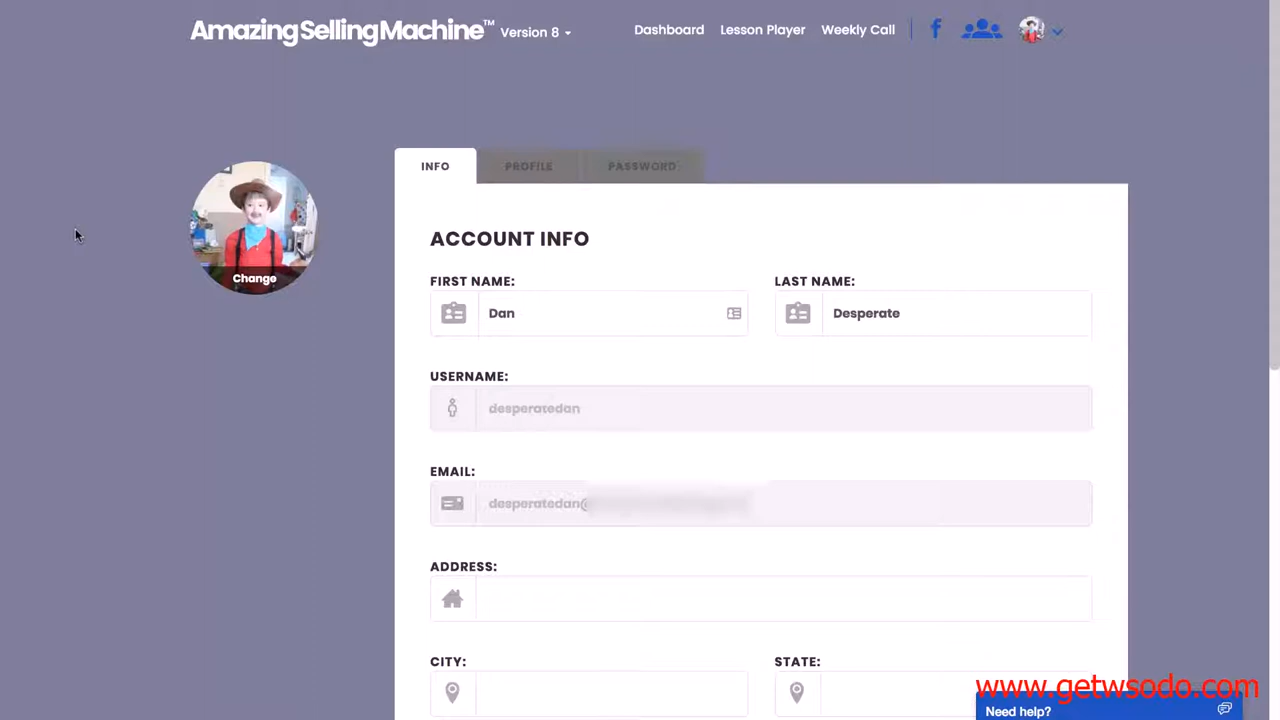 AmazingSellingMachine™ Version 8
Dashboard Lesson Player Weekly Call
INFO PROFILE PASSWORD
Change
ACCOUNT INFO
FIRST NAME: LAST NAME:
Dan Desperate
USERNAME:
desperatedan
EMAIL:
desperatedan@
ADDRESS:
CITY: STATE:
www.getwsodo.com
Need help?